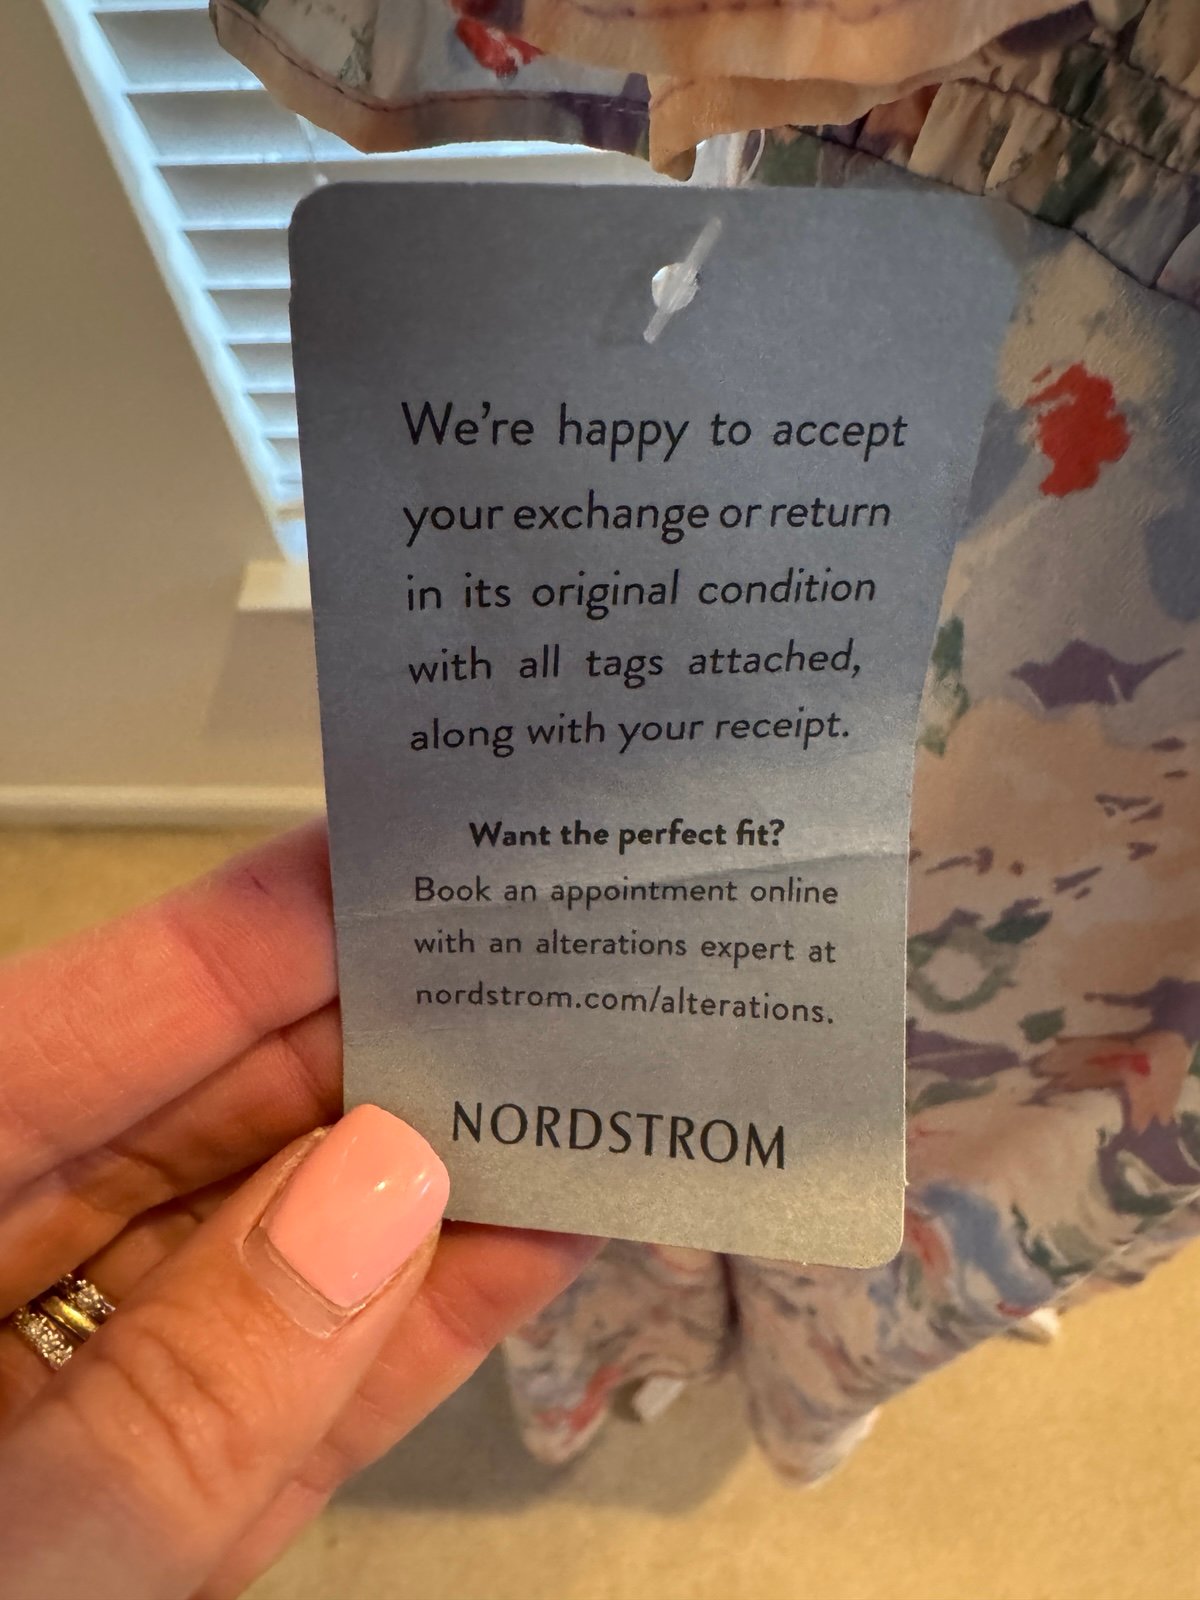 We're happy to accept
your exchange or return
in its original condition
with all tags attached,
along with your receipt.
Want the perfect fit?
Book an appointment online
with an alterations expert at
nordstrom.com/alterations.
NORDSTROM